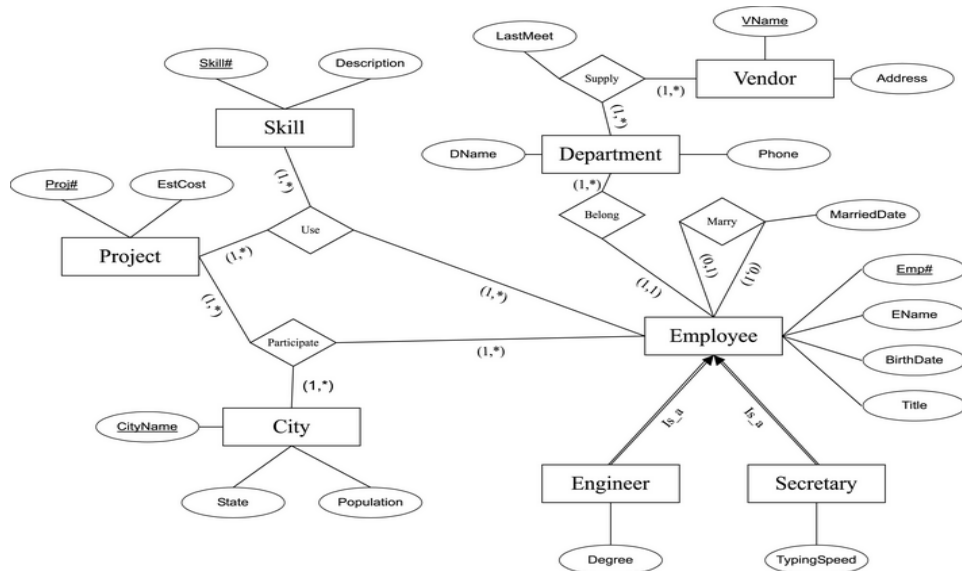 VName
LastMeet
Supply
Vendor
Address
(1,*)
(1,*)
Skill#
Description
Skill
DName
Department
Phone
(1,*)
(1,*)
Belong
Marry
MarriedDate
Proj#
EstCost
Use
Project
(1,*)
(0,1)
(0,1)
(1,1)
(1,*)
Emp#
(1,*)
EName
Employee
Participate
(1,*)
BirthDate
(1,*)
Title
CityName
City
Is_a
Is_a
State
Population
Engineer
Secretary
Degree
TypingSpeed